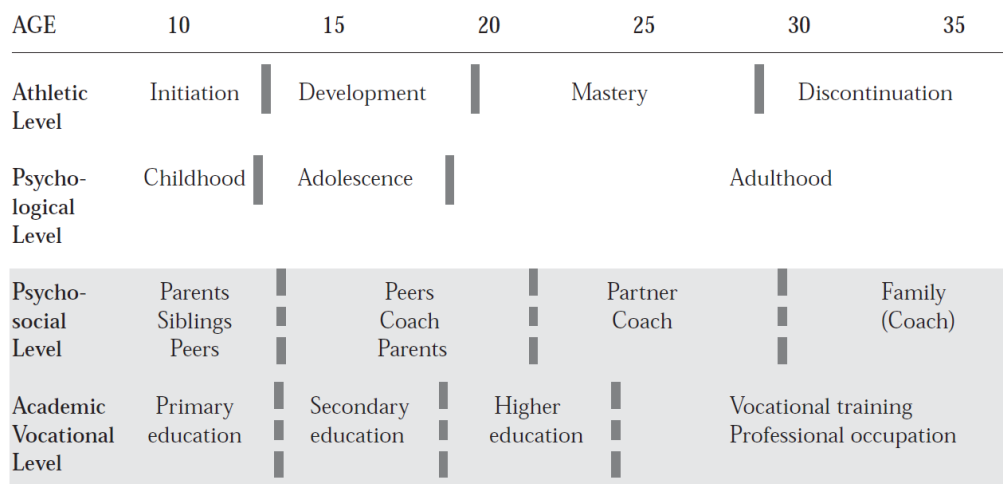 AGE 10 15 20 25 30 35
Athletic Initiation Development Mastery Discontinuation
Level
Psycho- Childhood Adolescence Adulthood
logical
Level
Psycho- Parents Peers Partner Family
social Siblings Coach Coach (Coach)
Level Peers Parents
Academic Primary Secondary Higher Vocational training
Vocational education education education Professional occupation
Level